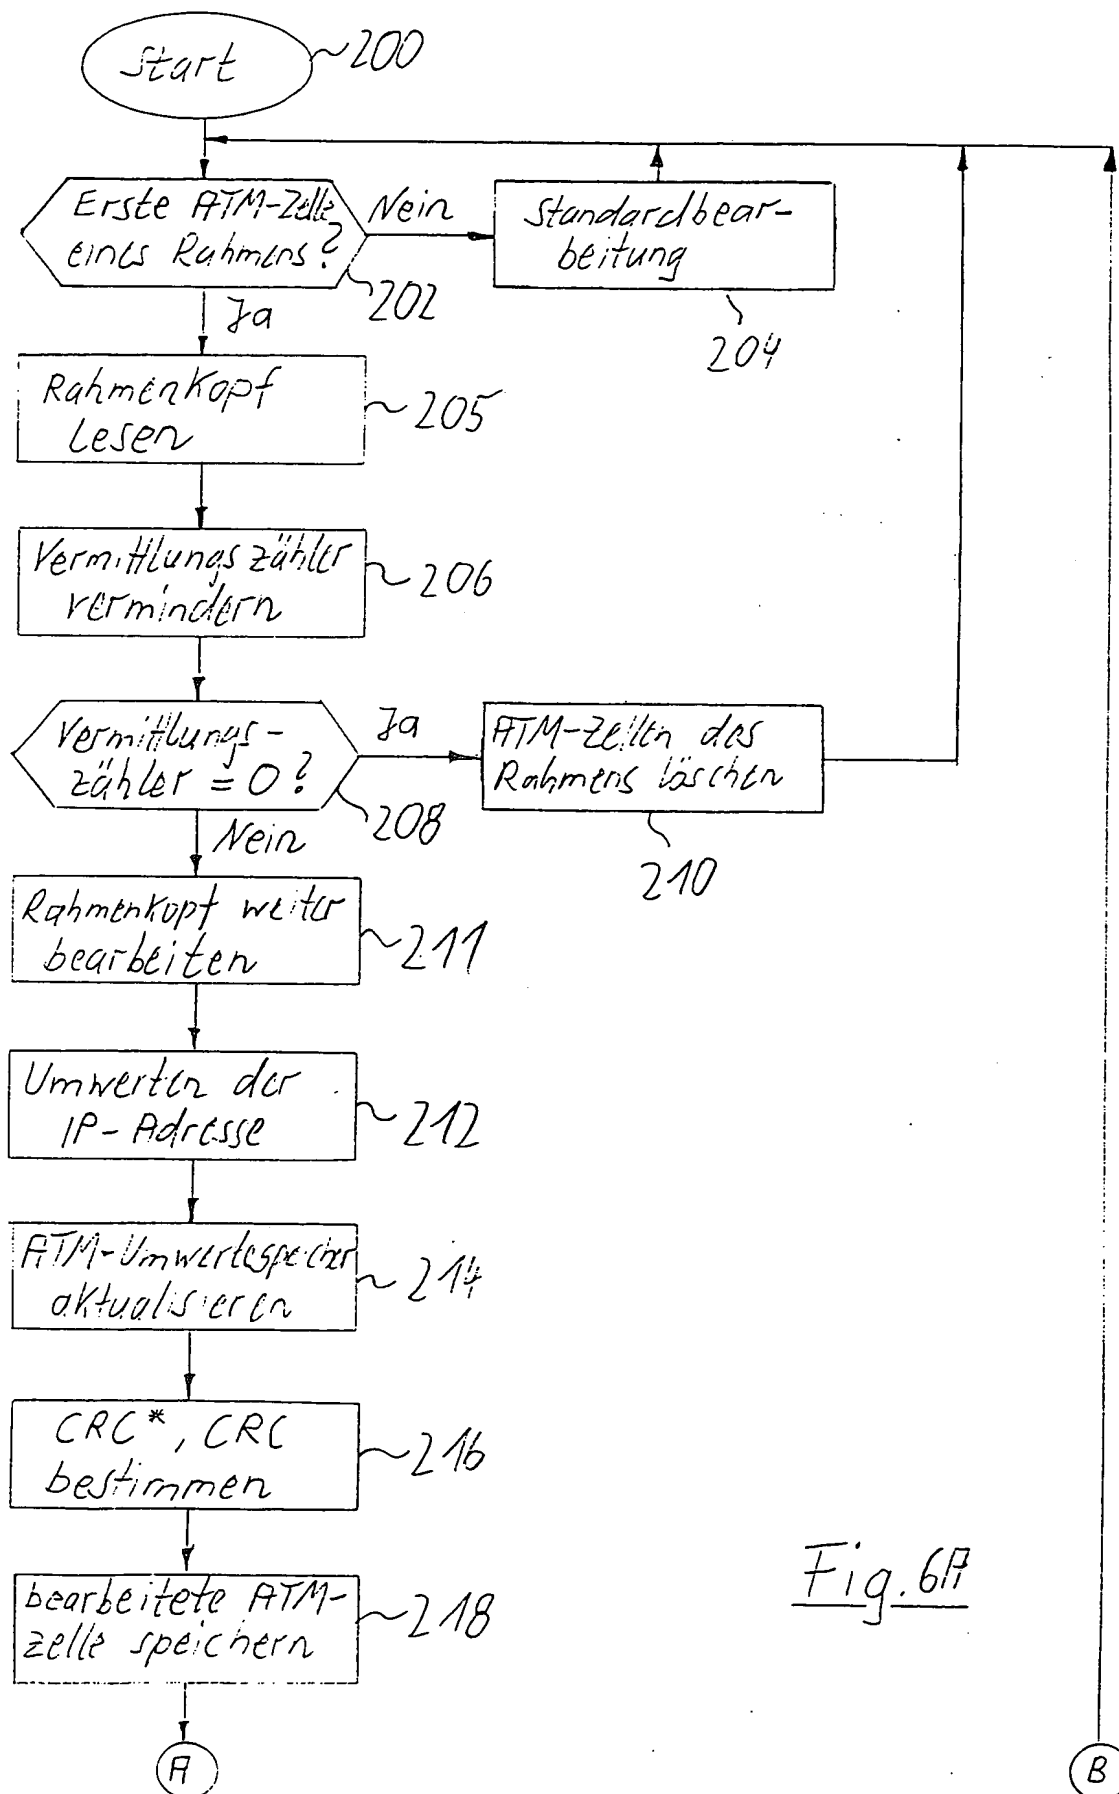 Start
200
Erste ATM-Zelle
eines Rahmens?
202
Nein
Standardbear-
beitung
204
Ja
Rahmenkopf
lesen
205
Vermittlungszähler
vermindern
206
Vermittlungs-
zähler = 0?
208
Ja
ATM-Zellen des
Rahmens löschen
210
Nein
Rahmenkopf weiter
bearbeiten
211
Umwerten der
IP-Adresse
212
ATM-Umwertespeicher
aktualisieren
214
CRC*, CRC
bestimmen
216
bearbeitete ATM-
zelle speichern
218
Fig. 6A
A
B